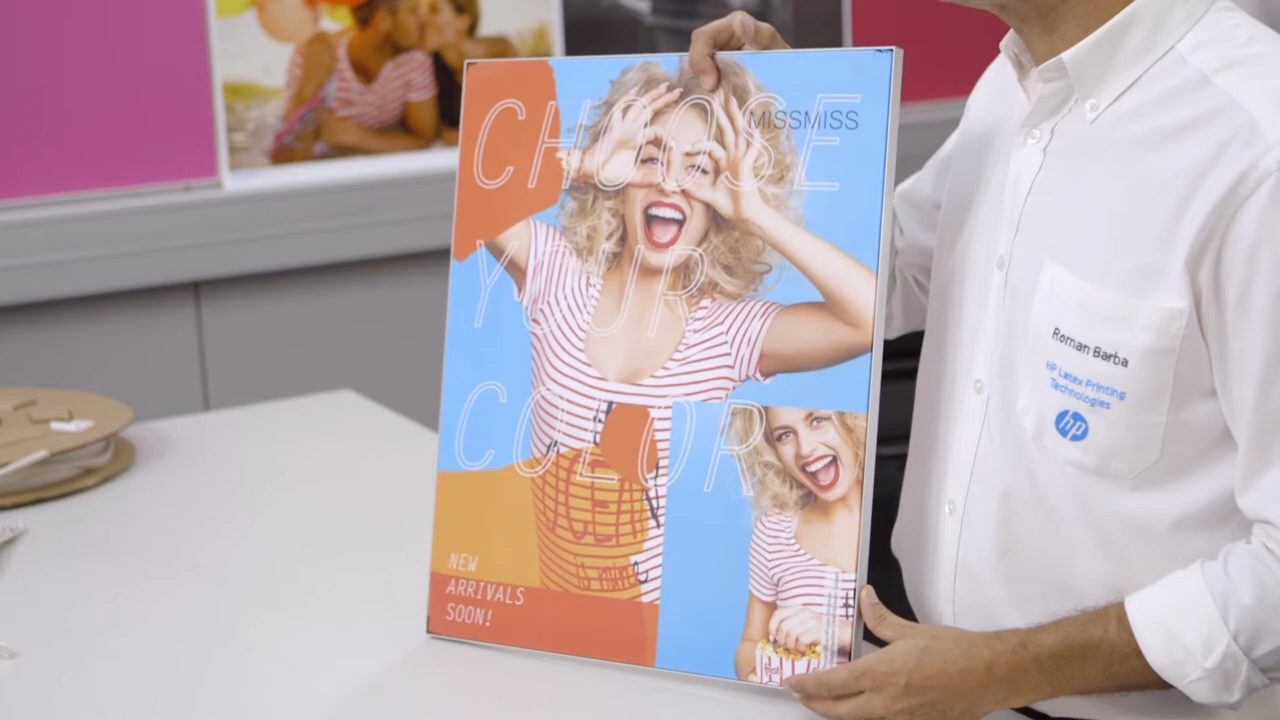 CHOOSE
MISSMISS
YOUR
COLOR
NEW
ARRIVALS
SOON!
Roman Barba
HP Latex Printing
Technologies
hp